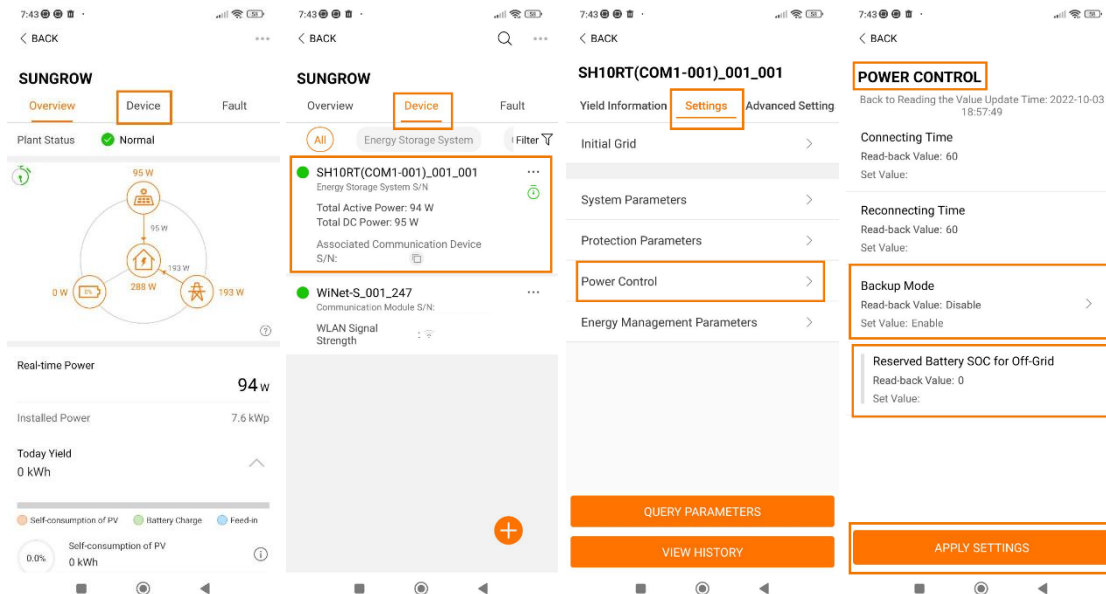 7:43
58
< BACK
SUNGROW
Overview Device Fault
Plant Status Normal
95 W
95 W
193 W
0 W 0% 288 W 193 W
Real-time Power
94 w
Installed Power 7.6 kWp
Today Yield
0 kWh
Self-consumption of PV Battery Charge Feed-in
Self-consumption of PV
0.0%
0 kWh
7:43
58
< BACK
SUNGROW
Overview Device Fault
All Energy Storage System Filter
SH10RT(COM1-001)_001_001
Energy Storage System S/N
Total Active Power: 94 W
Total DC Power: 95 W
Associated Communication Device
S/N:
WiNet-S_001_247
Communication Module S/N:
WLAN Signal
Strength :
7:43
58
< BACK
SH10RT(COM1-001)_001_001
Yield Information Settings Advanced Setting
Initial Grid
System Parameters
Protection Parameters
Power Control
Energy Management Parameters
QUERY PARAMETERS
VIEW HISTORY
7:43
58
< BACK
POWER CONTROL
Back to Reading the Value Update Time: 2022-10-03
18:57:49
Connecting Time
Read-back Value: 60
Set Value:
Reconnecting Time
Read-back Value: 60
Set Value:
Backup Mode
Read-back Value: Disable
Set Value: Enable
Reserved Battery SOC for Off-Grid
Read-back Value: 0
Set Value:
APPLY SETTINGS